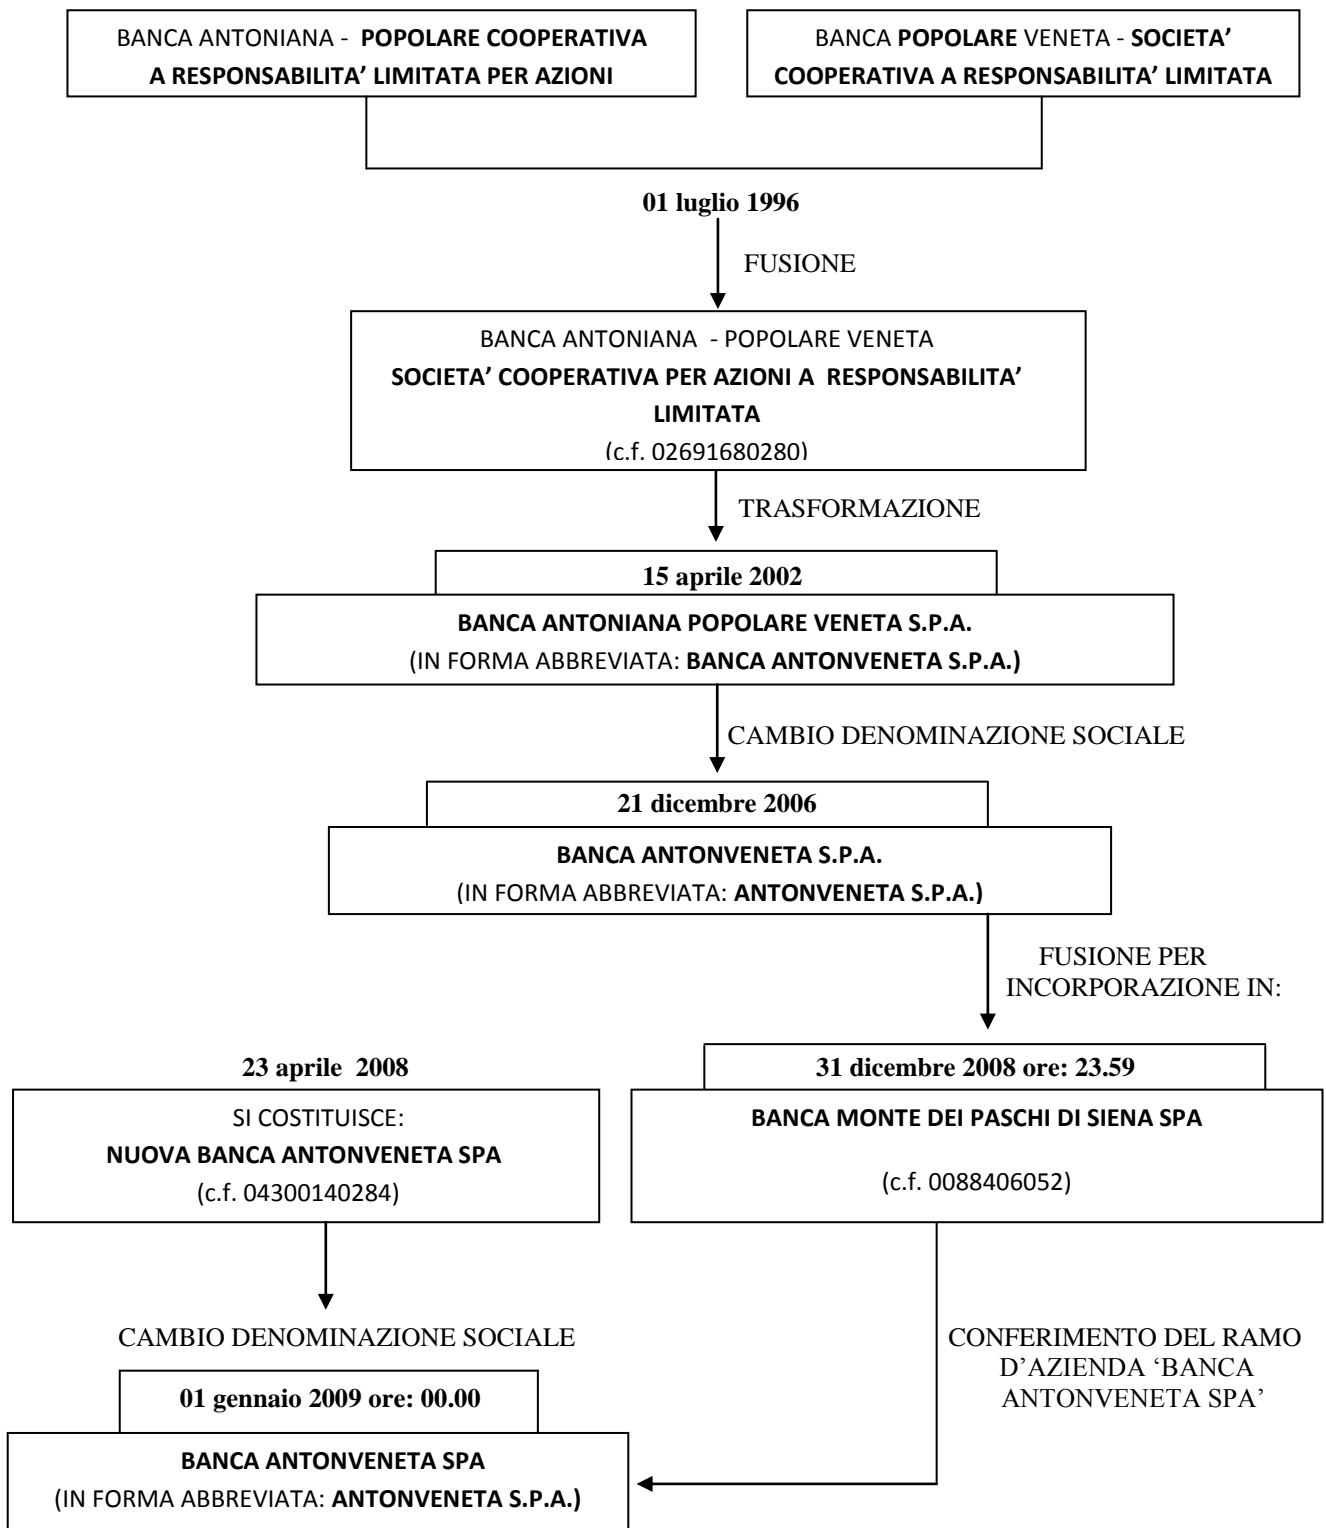 BANCA ANTONIANA - POPOLARE COOPERATIVA
A RESPONSABILITA’ LIMITATA PER AZIONI
BANCA POPOLARE VENETA - SOCIETA’
COOPERATIVA A RESPONSABILITA’ LIMITATA
01 luglio 1996
FUSIONE
BANCA ANTONIANA - POPOLARE VENETA
SOCIETA’ COOPERATIVA PER AZIONI A RESPONSABILITA’
LIMITATA
(c.f. 02691680280)
TRASFORMAZIONE
15 aprile 2002
BANCA ANTONIANA POPOLARE VENETA S.P.A.
(IN FORMA ABBREVIATA: BANCA ANTONVENETA S.P.A.)
CAMBIO DENOMINAZIONE SOCIALE
21 dicembre 2006
BANCA ANTONVENETA S.P.A.
(IN FORMA ABBREVIATA: ANTONVENETA S.P.A.)
FUSIONE PER
INCORPORAZIONE IN:
23 aprile 2008
SI COSTITUISCE:
NUOVA BANCA ANTONVENETA SPA
(c.f. 04300140284)
31 dicembre 2008 ore: 23.59
BANCA MONTE DEI PASCHI DI SIENA SPA
(c.f. 0088406052)
CAMBIO DENOMINAZIONE SOCIALE
CONFERIMENTO DEL RAMO
D’AZIENDA ‘BANCA
ANTONVENETA SPA’
01 gennaio 2009 ore: 00.00
BANCA ANTONVENETA SPA
(IN FORMA ABBREVIATA: ANTONVENETA S.P.A.)